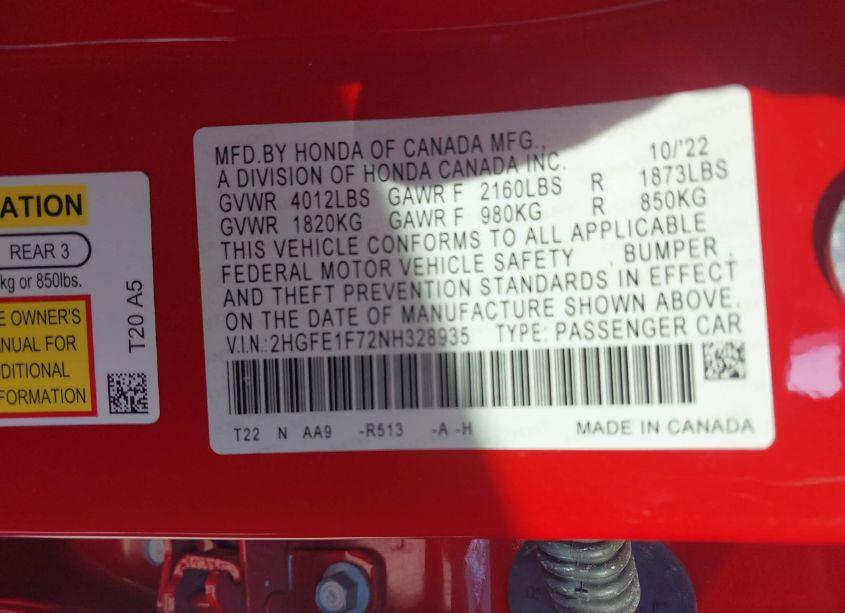 MFD.BY HONDA OF CANADA MFG., 10/'22
A DIVISION OF HONDA CANADA INC.
GVWR 4012LBS GAWR F 2160LBS R 1873LBS
GVWR 1820KG GAWR F 980KG R 850KG
THIS VEHICLE CONFORMS TO ALL APPLICABLE
FEDERAL MOTOR VEHICLE SAFETY , BUMPER ,
AND THEFT PREVENTION STANDARDS IN EFFECT
ON THE DATE OF MANUFACTURE SHOWN ABOVE.
V.I.N.:2HGFE1F72NH328935 TYPE: PASSENGER CAR
T22 N AA9 -R513 -A -H MADE IN CANADA
ATION
REAR 3
kg or 850lbs.
E OWNER'S
ANUAL FOR
DITIONAL
FORMATION
T20 A5